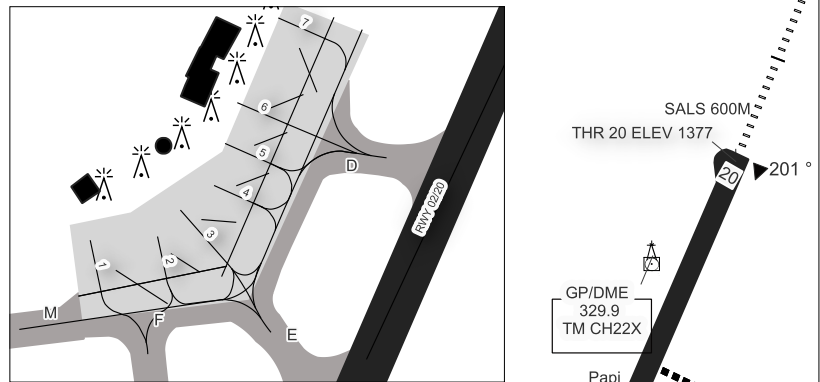 7
6
5
4
3
2
1
D
RWY 02/20
M
F
E
SALS 600M
THR 20 ELEV 1377
20
201 °
GP/DME
329.9
TM CH22X
Papi